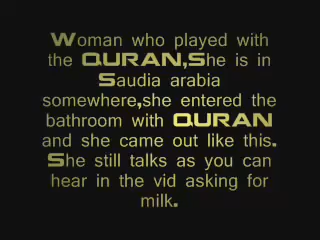 Woman who played with
the QURAN,She is in
Saudia arabia
somewhere,she entered the
bathroom with QURAN
and she came out like this.
She still talks as you can
hear in the vid asking for
milk.